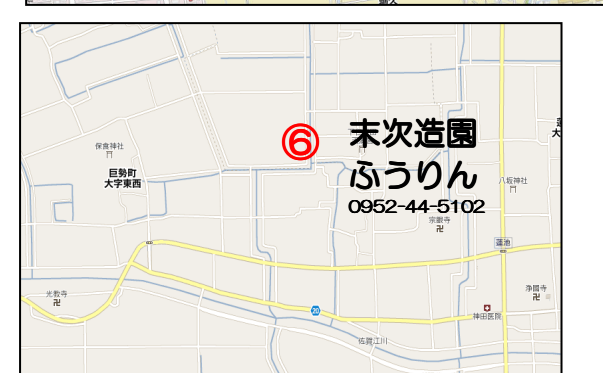 保食神社
巨勢町
大字東西
⑥
末次造園
ふうりん
0952-44-5102
八坂神社
宗眼寺
蓮池
光教寺
20
浄園寺
神田医院
佐賀江川